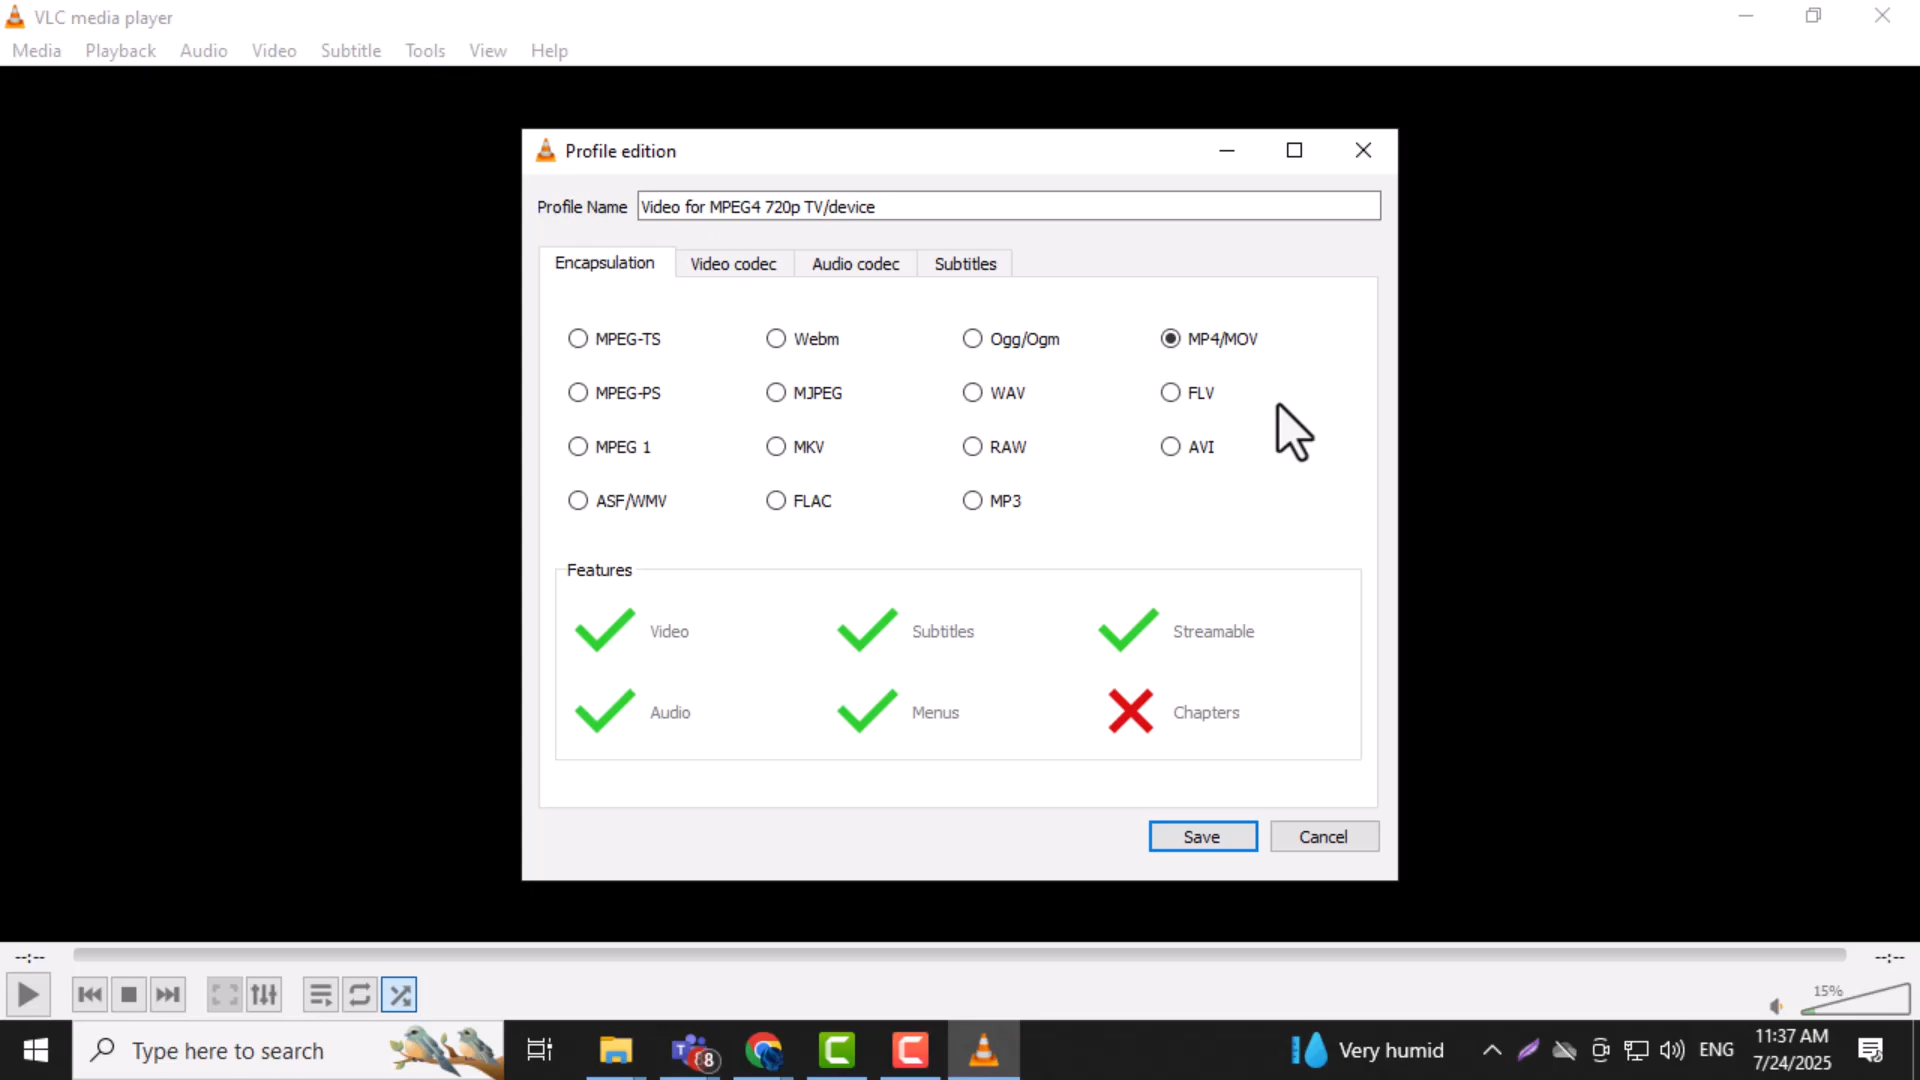 VLC media player
Media Playback Audio Video Subtitle Tools View Help
Profile edition
Profile Name Video for MPEG4 720p TV/device
Encapsulation Video codec Audio codec Subtitles
MPEG-TS Webm Ogg/Ogm MP4/MOV
MPEG-PS MJPEG WAV FLV
MPEG 1 MKV RAW AVI
ASF/WMV FLAC MP3
Features
Video Subtitles Streamable
Audio Menus Chapters
Save Cancel
--:-- --:--
15%
Type here to search 8 Very humid ENG 11:37 AM
7/24/2025